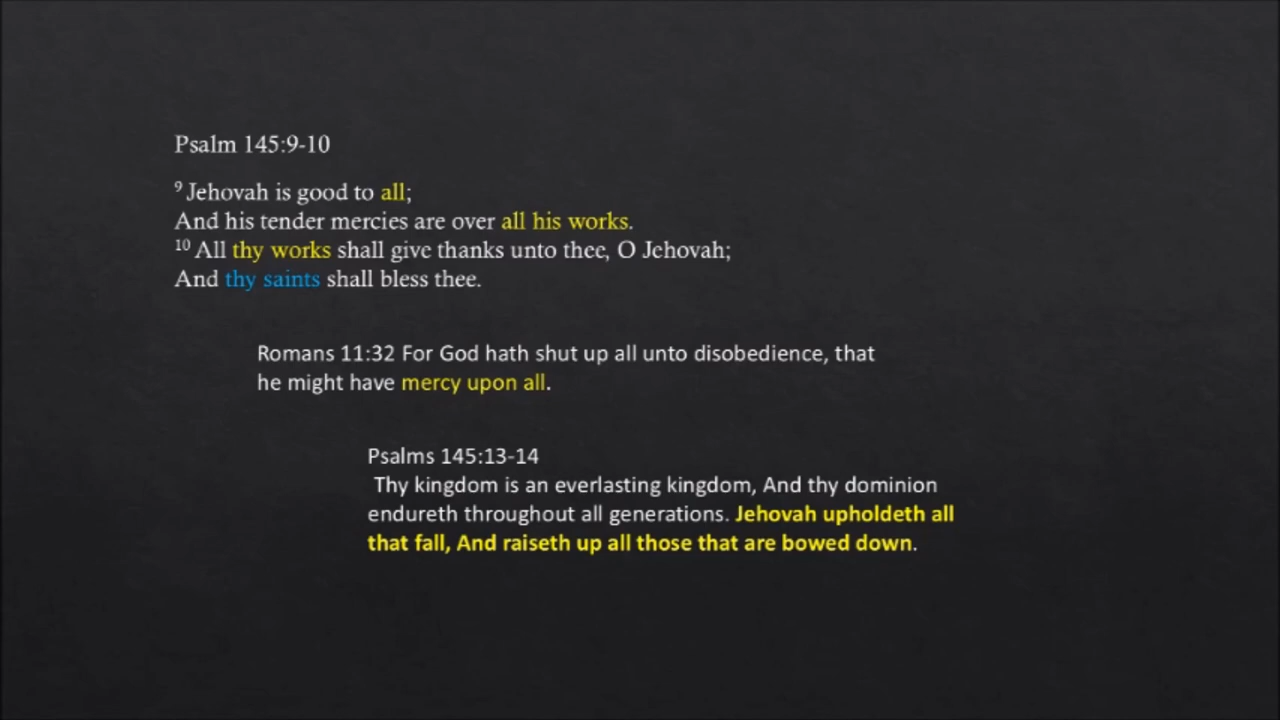 Psalm 145:9-10
9 Jehovah is good to all;
And his tender mercies are over all his works.
10 All thy works shall give thanks unto thee, O Jehovah;
And thy saints shall bless thee.
Romans 11:32 For God hath shut up all unto disobedience, that
he might have mercy upon all.
Psalms 145:13-14
Thy kingdom is an everlasting kingdom, And thy dominion
endureth throughout all generations. Jehovah upholdeth all
that fall, And raiseth up all those that are bowed down.